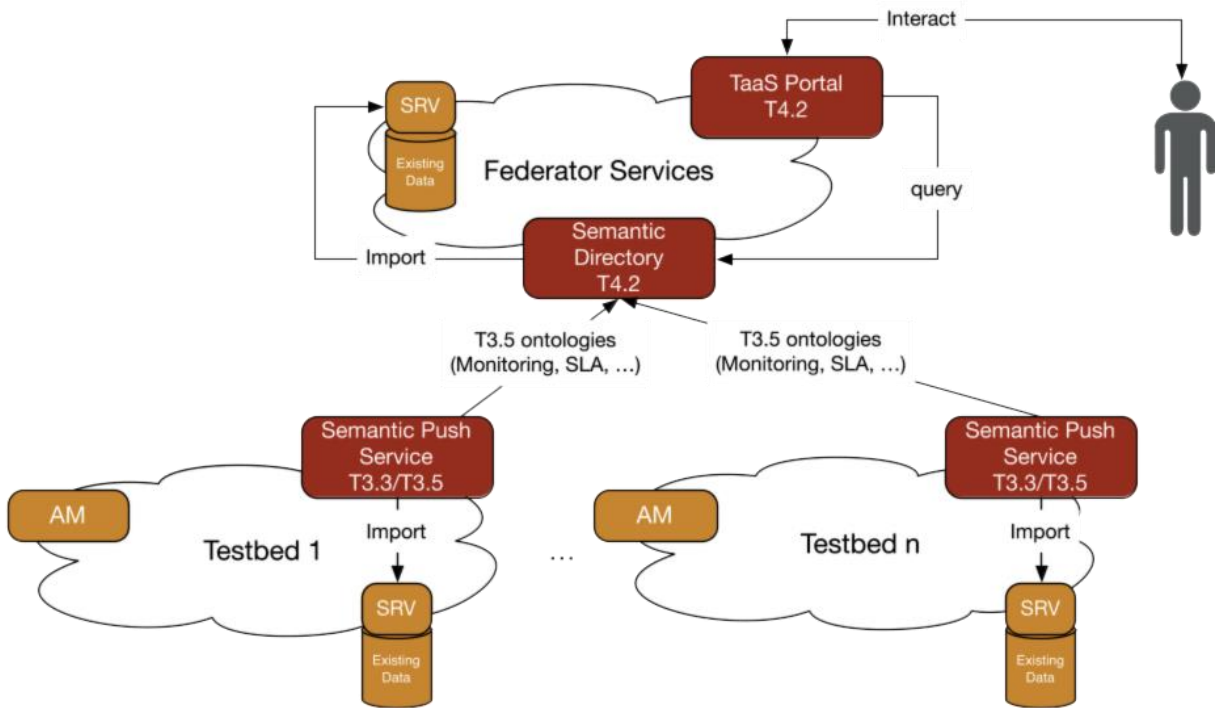 Interact
TaaS Portal
T4.2
SRV
Existing
Data
Federator Services
query
Semantic
Directory
T4.2
Import
T3.5 ontologies
(Monitoring, SLA, …)
T3.5 ontologies
(Monitoring, SLA, …)
Semantic Push
Service
T3.3/T3.5
AM
Import
Testbed 1
SRV
Existing
Data
…
Semantic Push
Service
T3.3/T3.5
AM
Import
Testbed n
SRV
Existing
Data